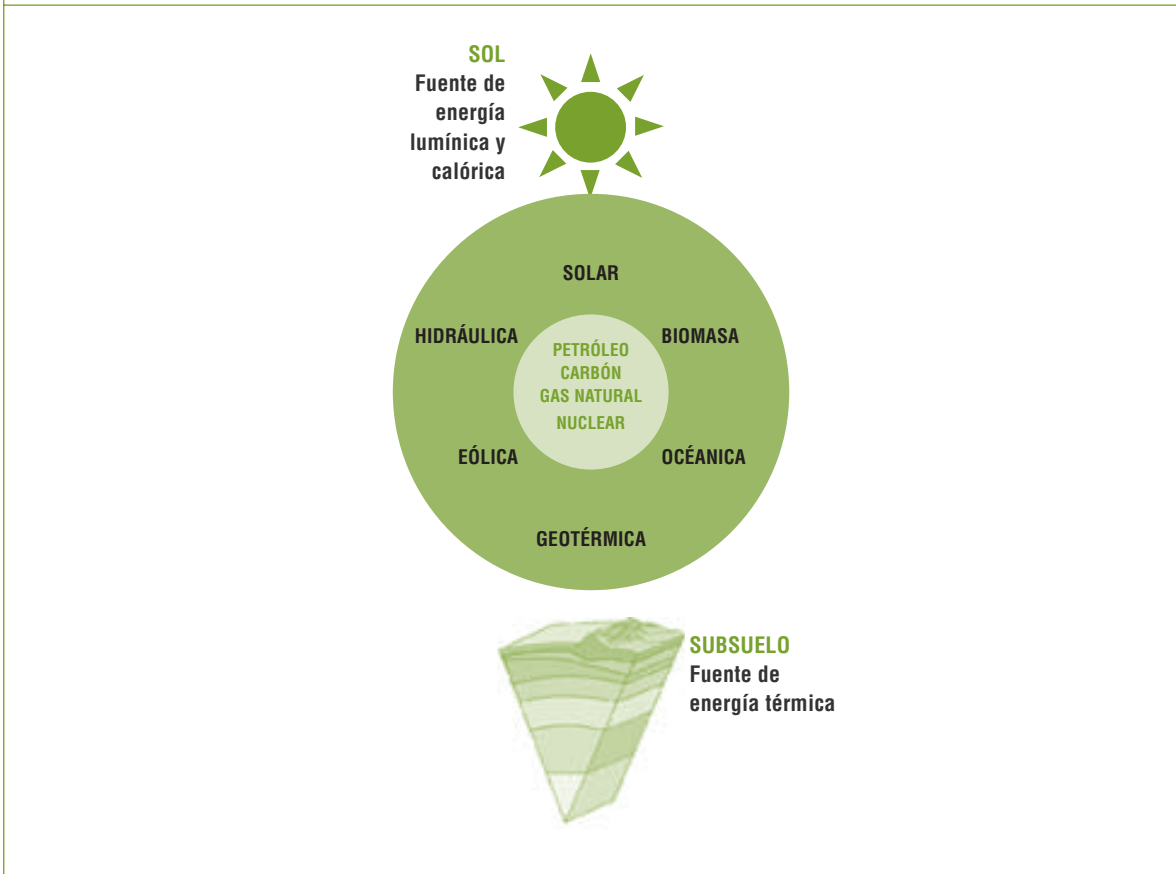 SOL
Fuente de
energía
lumínica y
calórica
SOLAR
HIDRÁULICA
BIOMASA
PETRÓLEO
CARBÓN
GAS NATURAL
NUCLEAR
EÓLICA
OCÉANICA
GEOTÉRMICA
SUBSUELO
Fuente de
energía térmica